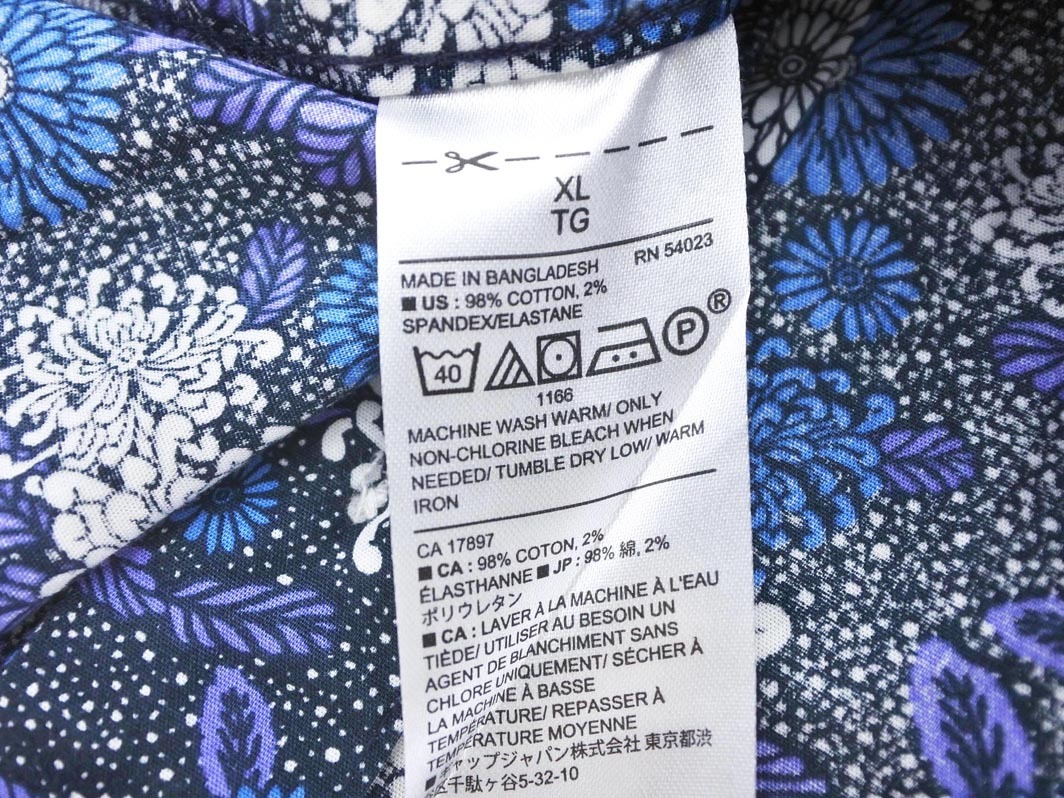 XL
TG
RN 54023
MADE IN BANGLADESH
■ US : 98% COTTON, 2%
SPANDEX/ELASTANE
40 P ®
1166
MACHINE WASH WARM/ ONLY
NON-CHLORINE BLEACH WHEN
NEEDED/ TUMBLE DRY LOW/ WARM
IRON
CA 17897
■ CA : 98% COTTON, 2%
ÉLASTHANNE ■ JP : 98% 綿, 2%
ポリウレタン
■ CA : LAVER À LA MACHINE À L'EAU
TIÈDE/ UTILISER AU BESOIN UN
AGENT DE BLANCHIMENT SANS
CHLORE UNIQUEMENT/ SÉCHER À
LA MACHINE À BASSE
TEMPÉRATURE/ REPASSER À
TEMPÉRATURE MOYENNE
ギャップジャパン株式会社 東京都渋
区千駄ヶ谷5-32-10